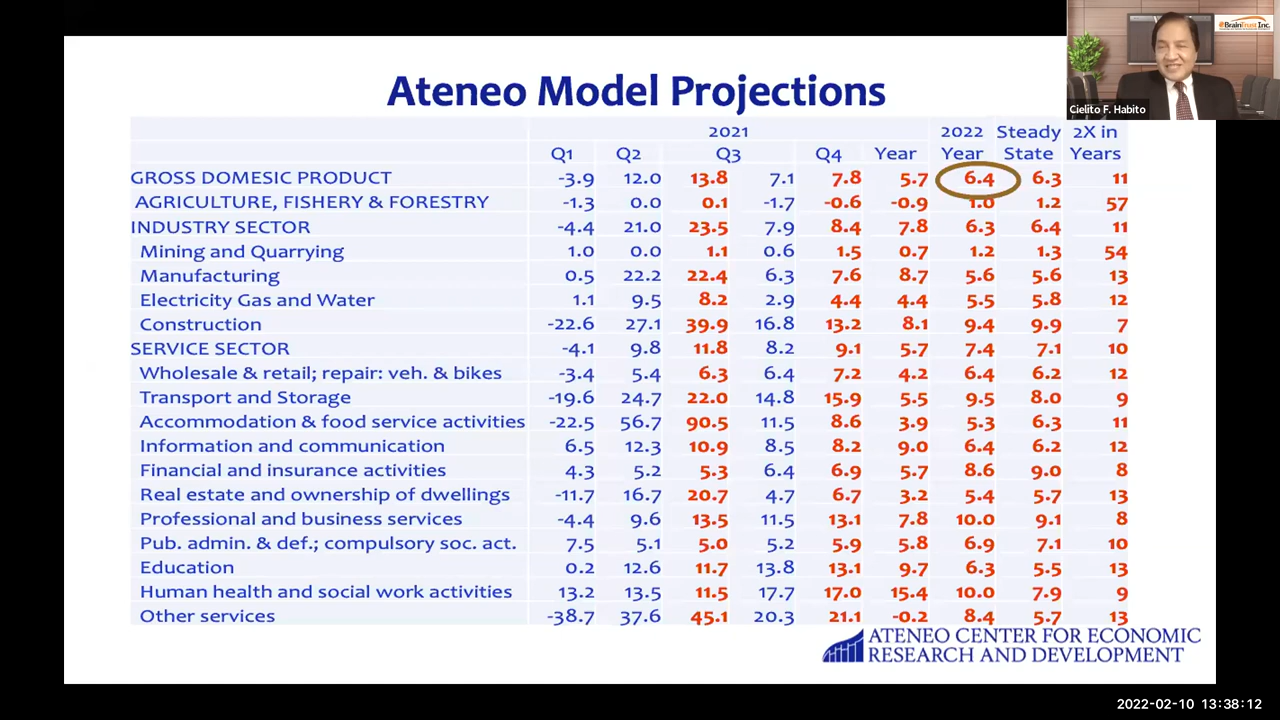 BrainTrust Inc.
Cielito F. Habito
Ateneo Model Projections
2021 2022 Steady 2X in
Q1 Q2 Q3 Q4 Year Year State Years
GROSS DOMESIC PRODUCT -3.9 12.0 13.8 7.1 7.8 5.7 6.4 6.3 11
AGRICULTURE, FISHERY & FORESTRY -1.3 0.0 0.1 -1.7 -0.6 -0.9 1.0 1.2 57
INDUSTRY SECTOR -4.4 21.0 23.5 7.9 8.4 7.8 6.3 6.4 11
Mining and Quarrying 1.0 0.0 1.1 0.6 1.5 0.7 1.2 1.3 54
Manufacturing 0.5 22.2 22.4 6.3 7.6 8.7 5.6 5.6 13
Electricity Gas and Water 1.1 9.5 8.2 2.9 4.4 4.4 5.5 5.8 12
Construction -22.6 27.1 39.9 16.8 13.2 8.1 9.4 9.9 7
SERVICE SECTOR -4.1 9.8 11.8 8.2 9.1 5.7 7.4 7.1 10
Wholesale & retail; repair: veh. & bikes -3.4 5.4 6.3 6.4 7.2 4.2 6.4 6.2 12
Transport and Storage -19.6 24.7 22.0 14.8 15.9 5.5 9.5 8.0 9
Accommodation & food service activities -22.5 56.7 90.5 11.5 8.6 3.9 5.3 6.3 11
Information and communication 6.5 12.3 10.9 8.5 8.2 9.0 6.4 6.2 12
Financial and insurance activities 4.3 5.2 5.3 6.4 6.9 5.7 8.6 9.0 8
Real estate and ownership of dwellings -11.7 16.7 20.7 4.7 6.7 3.2 5.4 5.7 13
Professional and business services -4.4 9.6 13.5 11.5 13.1 7.8 10.0 9.1 8
Pub. admin. & def.; compulsory soc. act. 7.5 5.1 5.0 5.2 5.9 5.8 6.9 7.1 10
Education 0.2 12.6 11.7 13.8 13.1 9.7 6.3 5.5 13
Human health and social work activities 13.2 13.5 11.5 17.7 17.0 15.4 10.0 7.9 9
Other services -38.7 37.6 45.1 20.3 21.1 -0.2 8.4 5.7 13
ATENEO CENTER FOR ECONOMIC
RESEARCH AND DEVELOPMENT
2022-02-10 13:38:12